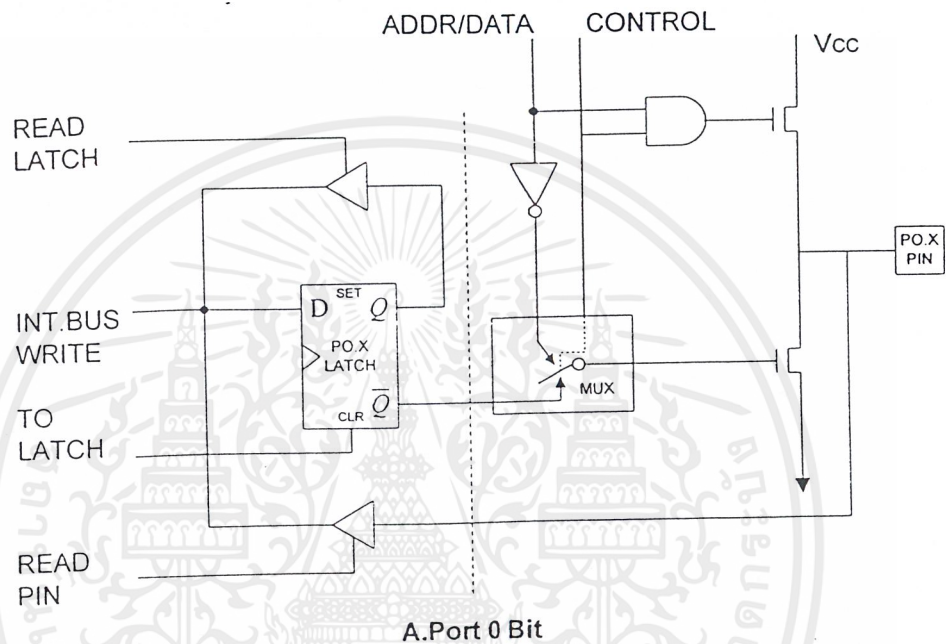 ADDR/DATA CONTROL
Vcc
READ
LATCH
PO.X
PIN
SET
D Q
INT.BUS
WRITE
PO.X
LATCH
MUX
CLR Q̅
TO
LATCH
READ
PIN
A.Port 0 Bit